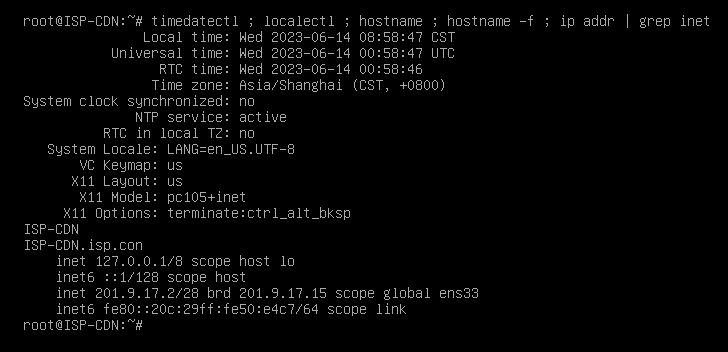 root@ISP-CDN:~# timedatectl ; localectl ; hostname ; hostname -f ; ip addr | grep inet
Local time: Wed 2023-06-14 08:58:47 CST
Universal time: Wed 2023-06-14 00:58:47 UTC
RTC time: Wed 2023-06-14 00:58:46
Time zone: Asia/Shanghai (CST, +0800)
System clock synchronized: no
NTP service: active
RTC in local TZ: no
System Locale: LANG=en_US.UTF-8
VC Keymap: us
X11 Layout: us
X11 Model: pc105+inet
X11 Options: terminate:ctrl_alt_bksp
ISP-CDN
ISP-CDN.isp.con
inet 127.0.0.1/8 scope host lo
inet6 ::1/128 scope host
inet 201.9.17.2/28 brd 201.9.17.15 scope global ens33
inet6 fe80::20c:29ff:fe50:e4c7/64 scope link
root@ISP-CDN:~#